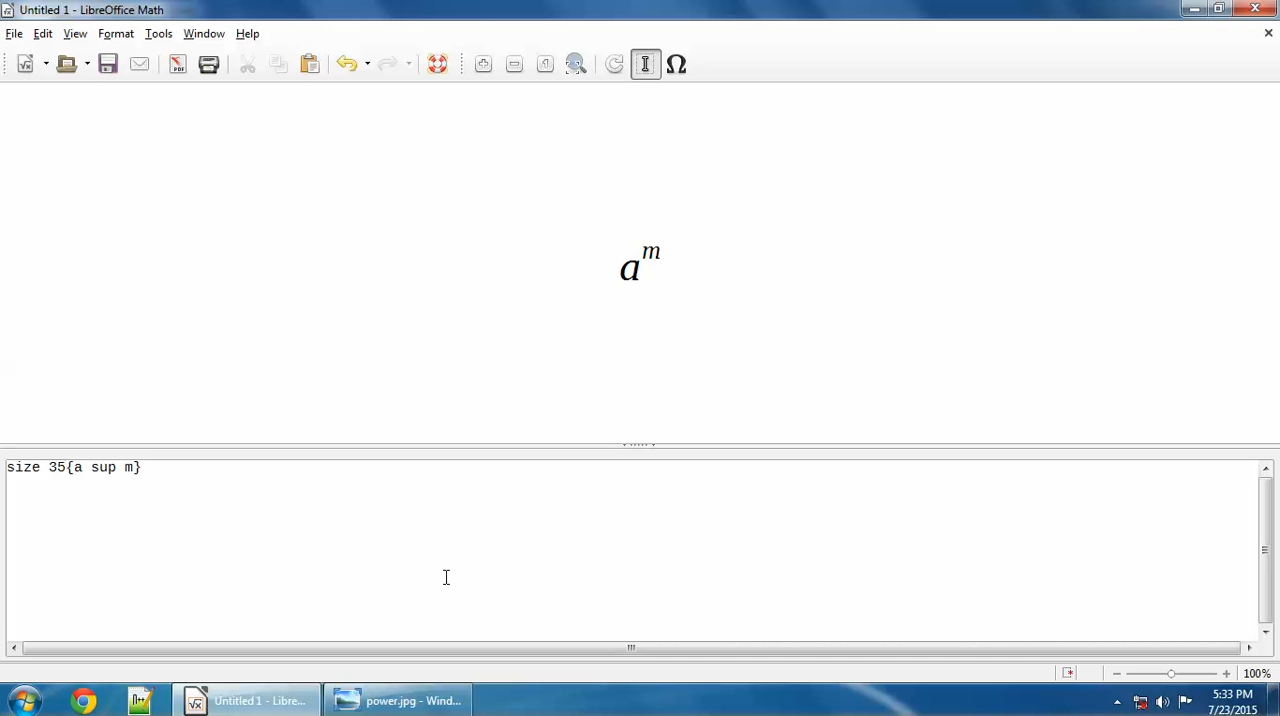 Untitled 1 - LibreOffice Math
File Edit View Format Tools Window Help
a^m
size 35{a sup m}
100%
Untitled 1 - Libre... power.jpg - Wind... 5:33 PM
7/23/2015